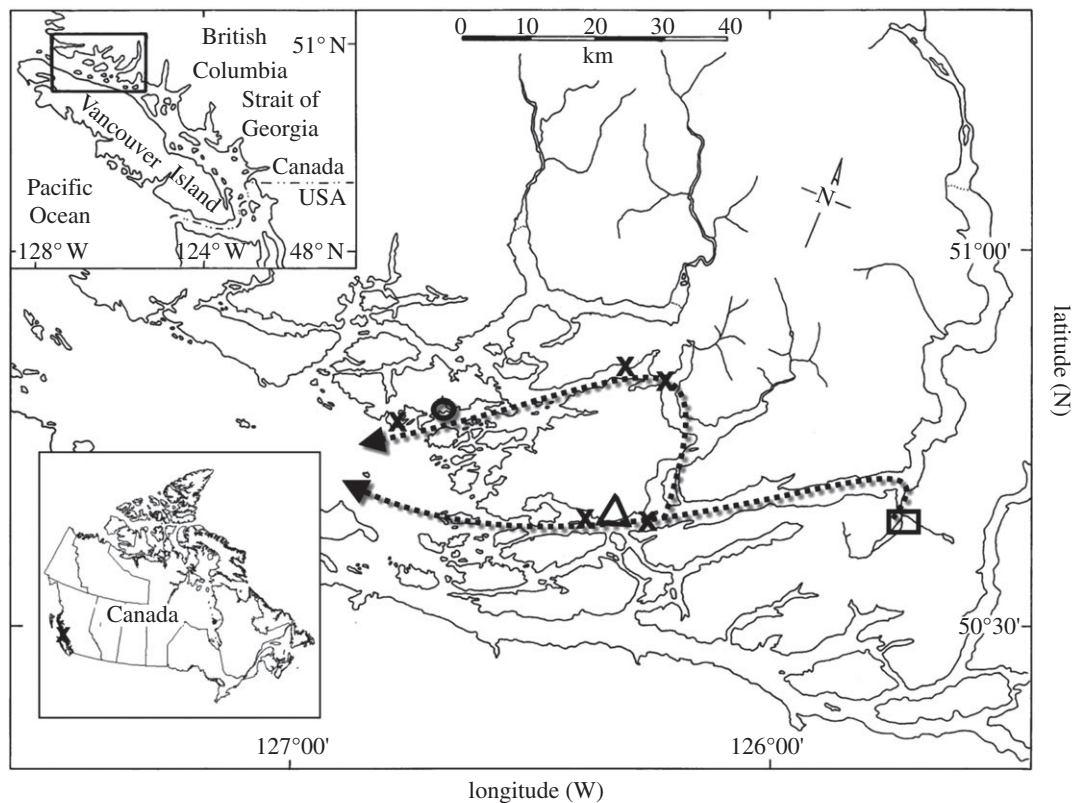 British
Columbia
51° N
Strait of
Georgia
Vancouver
Island
Canada
USA
Pacific
Ocean
128° W
124° W
48° N
0 10 20 30 40
km
N
51°00'
latitude (N)
X
X
X
X
X
Canada
X
50°30'
127°00'
126°00'
longitude (W)